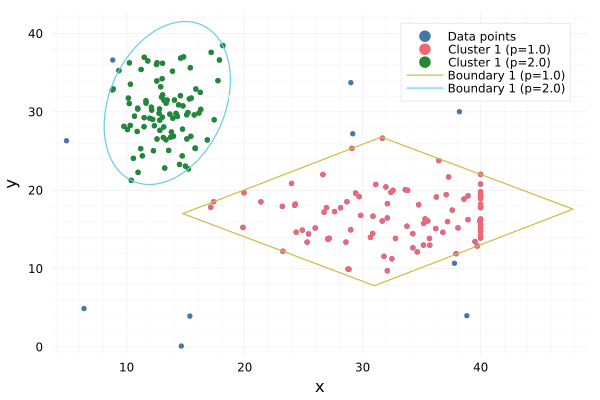 40
30
20
10
0
y
10
20
30
40
x
Data points
Cluster 1 (p=1.0)
Cluster 1 (p=2.0)
Boundary 1 (p=1.0)
Boundary 1 (p=2.0)